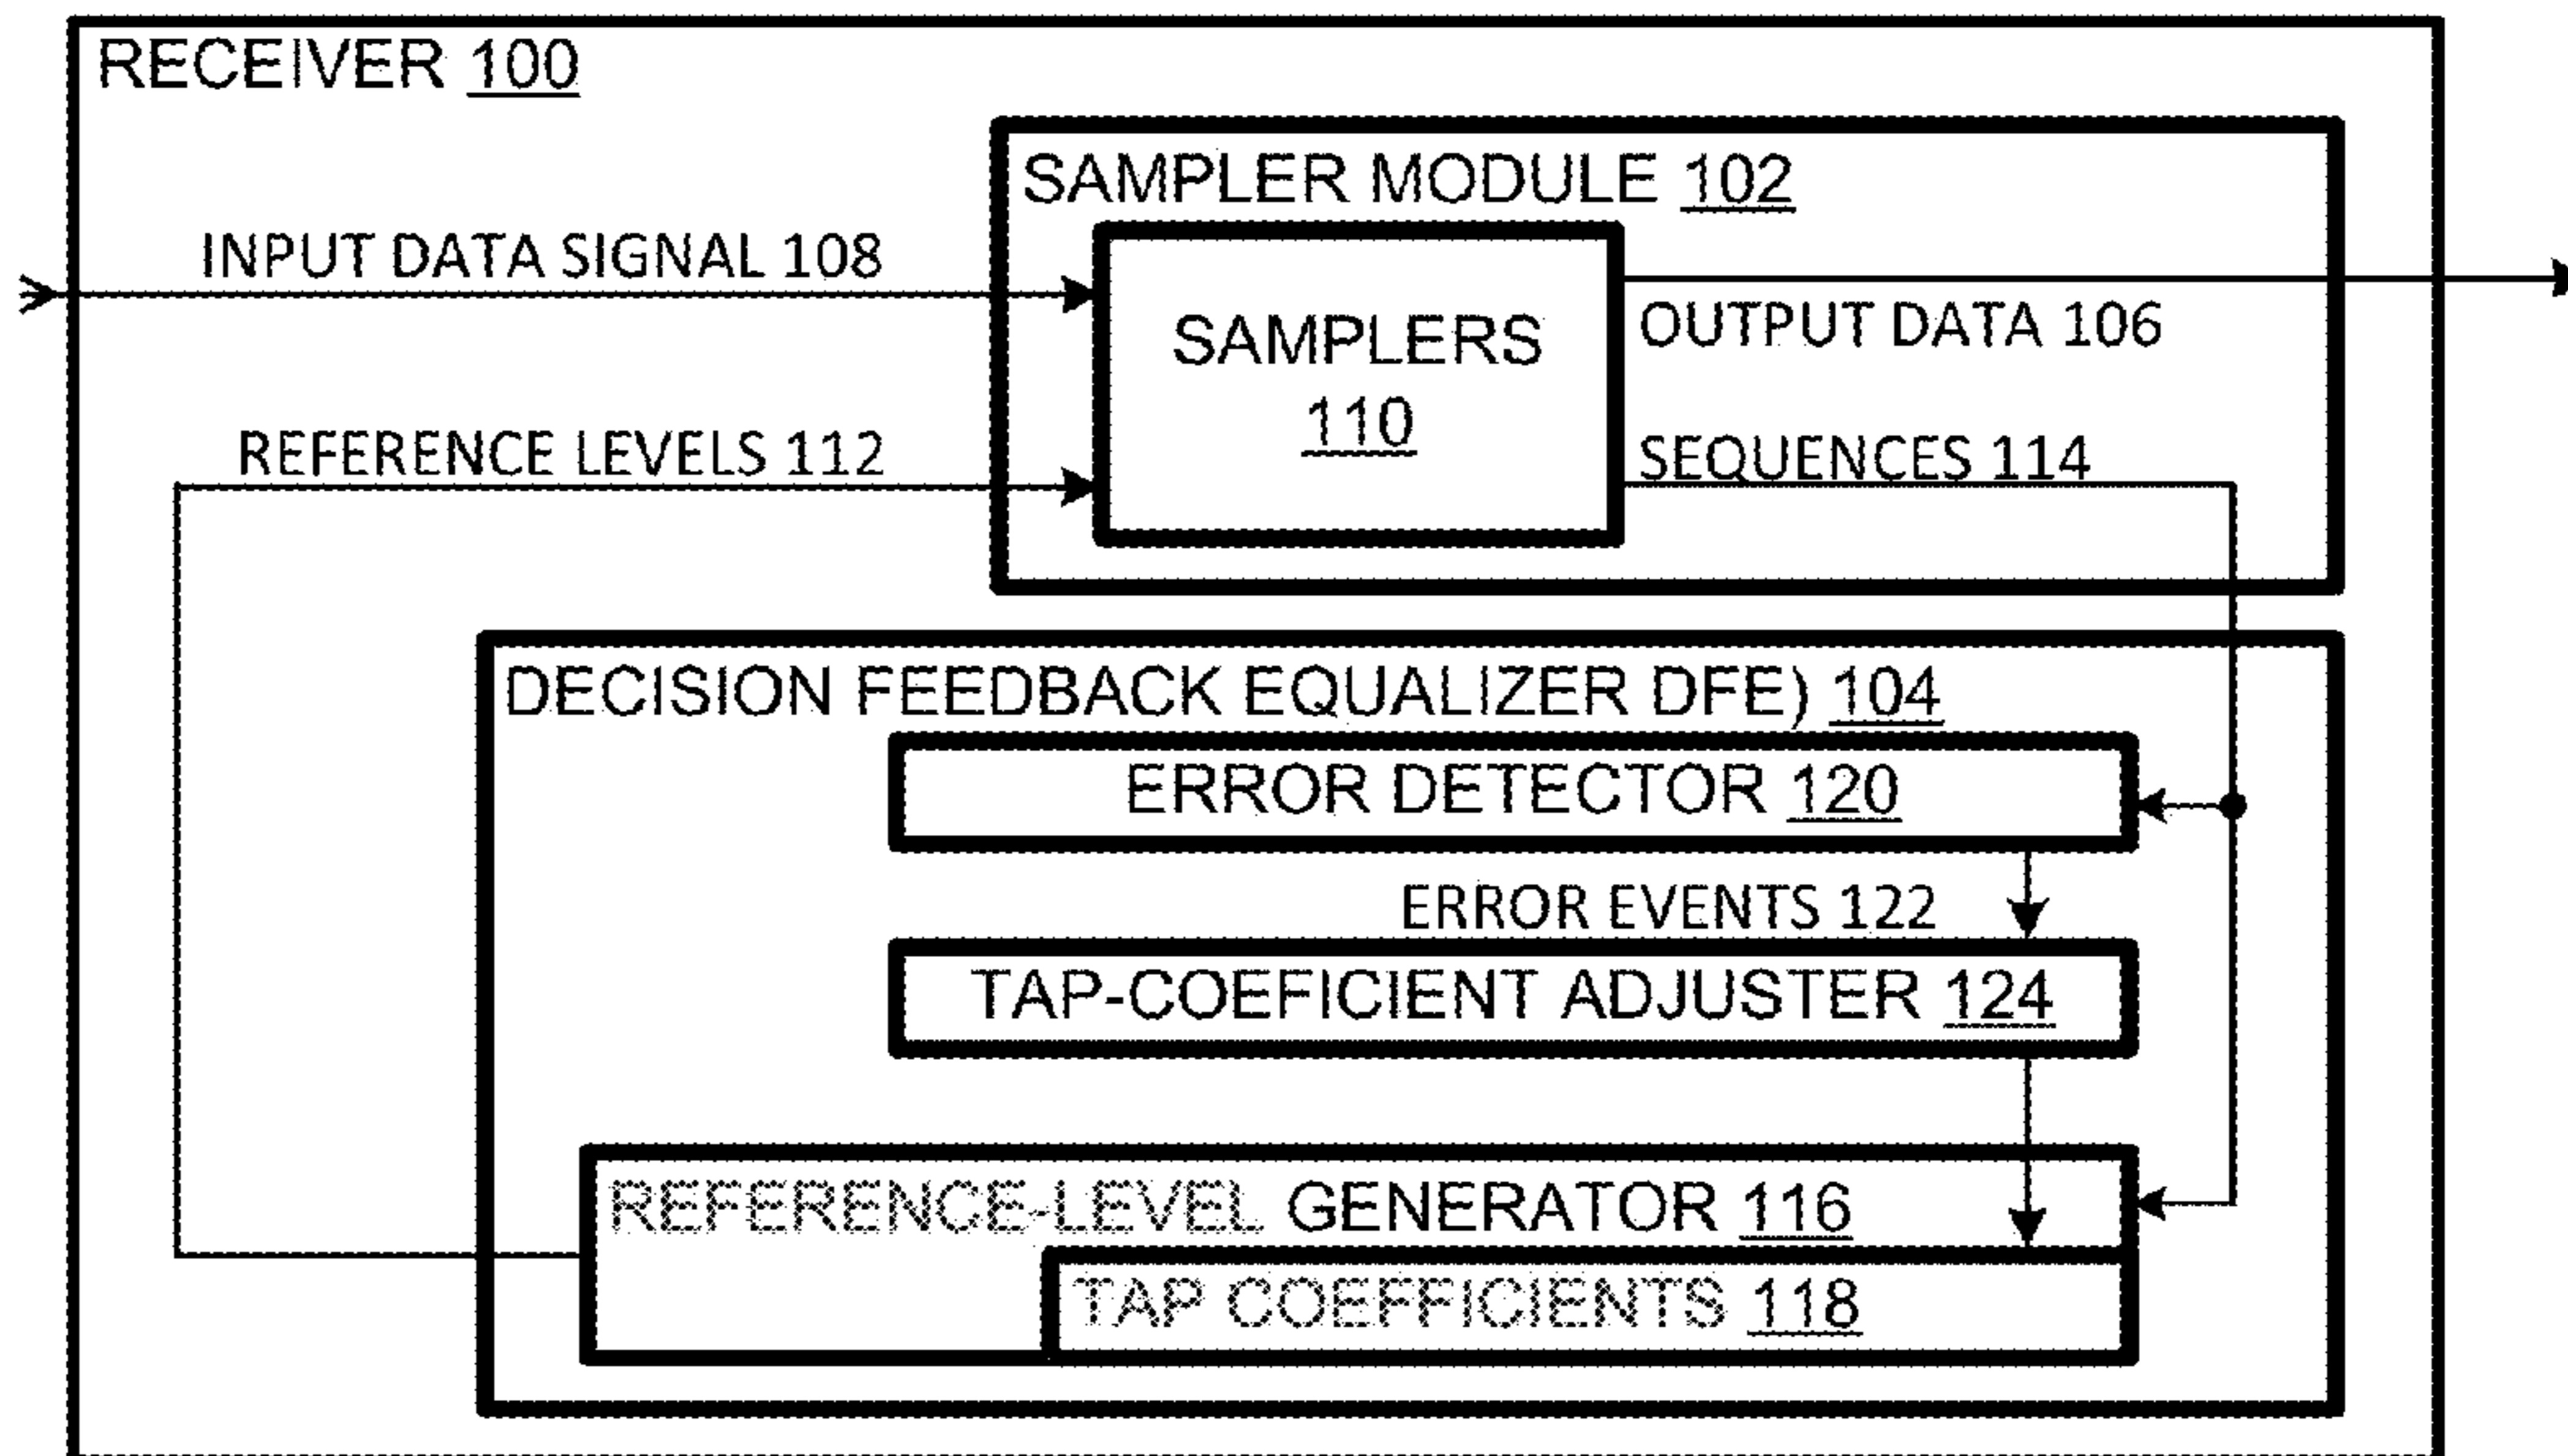 RECEIVER 100
SAMPLER MODULE 102
INPUT DATA SIGNAL 108
SAMPLERS
110
OUTPUT DATA 106
REFERENCE LEVELS 112
SEQUENCES 114
DECISION FEEDBACK EQUALIZER DFE) 104
ERROR DETECTOR 120
ERROR EVENTS 122
TAP-COEFICIENT ADJUSTER 124
REFERENCE-LEVEL GENERATOR 116
TAP COEFFICIENTS 118